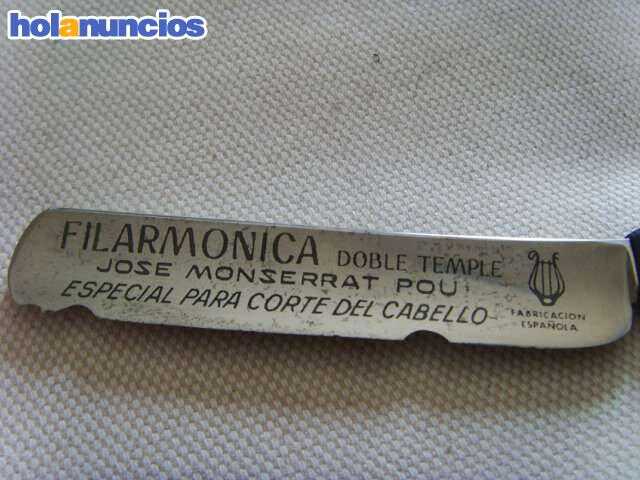 holanuncios
FILARMONICA DOBLE TEMPLE
JOSE MONSERRAT POU
ESPECIAL PARA CORTE DEL CABELLO
FABRICACION
ESPAÑOLA